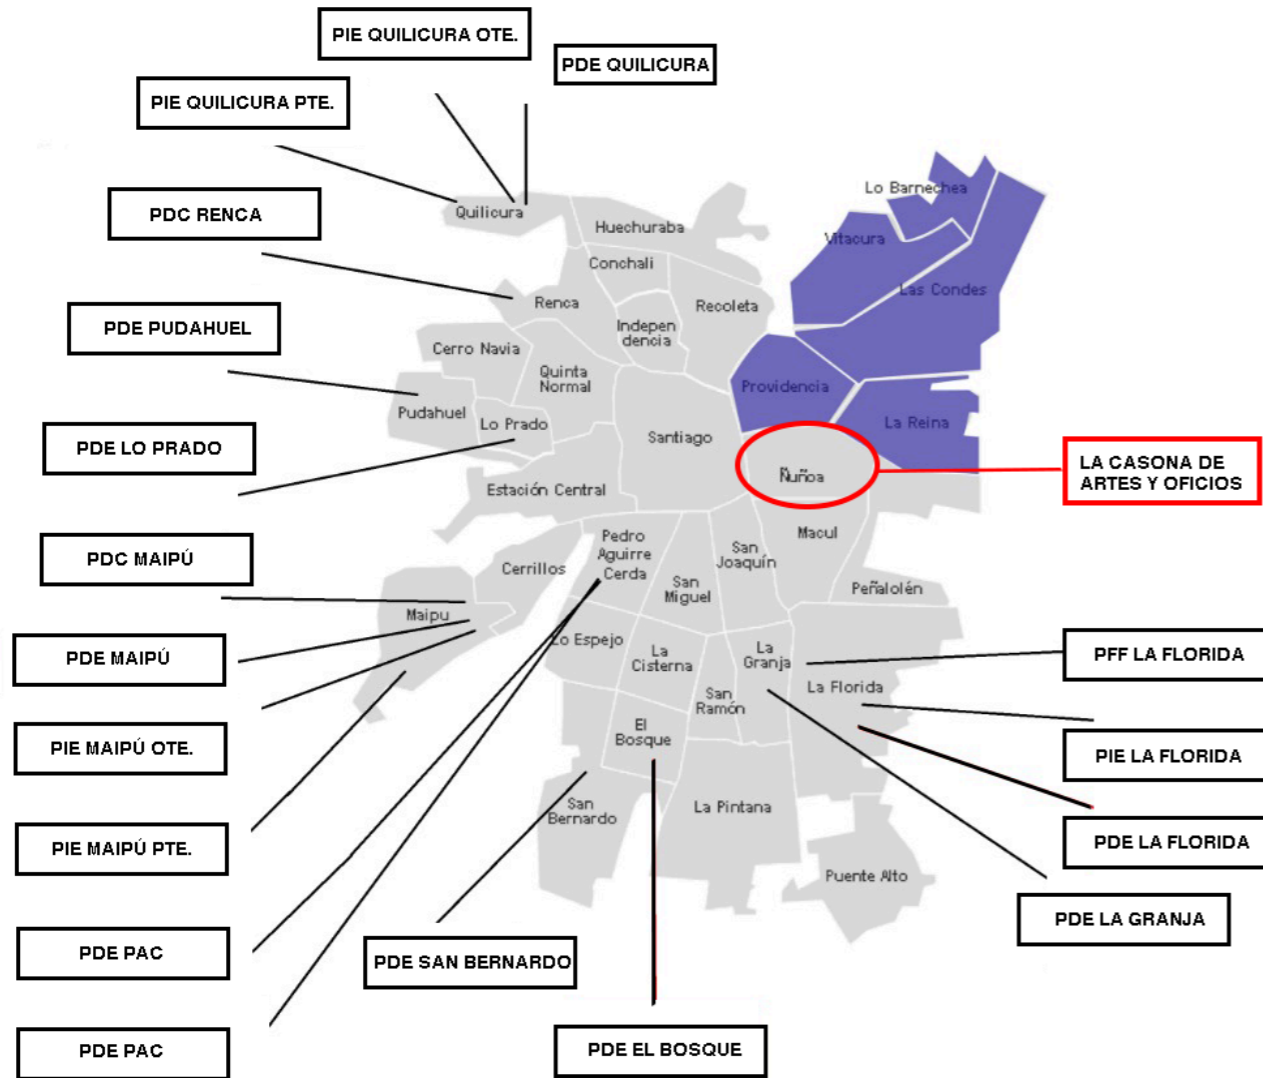 PIE QUILICURA OTE.
PDE QUILICURA
PIE QUILICURA PTE.
PDC RENCA
PDE PUDAHUEL
PDE LO PRADO
PDC MAIPÚ
PDE MAIPÚ
PIE MAIPÚ OTE.
PIE MAIPÚ PTE.
PDE PAC
PDE PAC
PDE SAN BERNARDO
PDE EL BOSQUE
Quilicura
Huechuraba
Conchali
Renca
Indepen
dencia
Recoleta
Cerro Navia
Quinta
Normal
Pudahuel
Lo Prado
Santiago
Estación Central
Lo Barnechea
Vitacura
Las Condes
Providencia
La Reina
Ñuñoa
Macul
Peñalolén
Pedro
Aguirre
Cerda
Cerrillos
San
Miguel
San
Joaquín
Maipu
Lo Espejo
La
Cisterna
La
Granja
San
Ramón
La Florida
El
Bosque
San
Bernardo
La Pintana
Puente Alto
LA CASONA DE
ARTES Y OFICIOS
PFF LA FLORIDA
PIE LA FLORIDA
PDE LA FLORIDA
PDE LA GRANJA